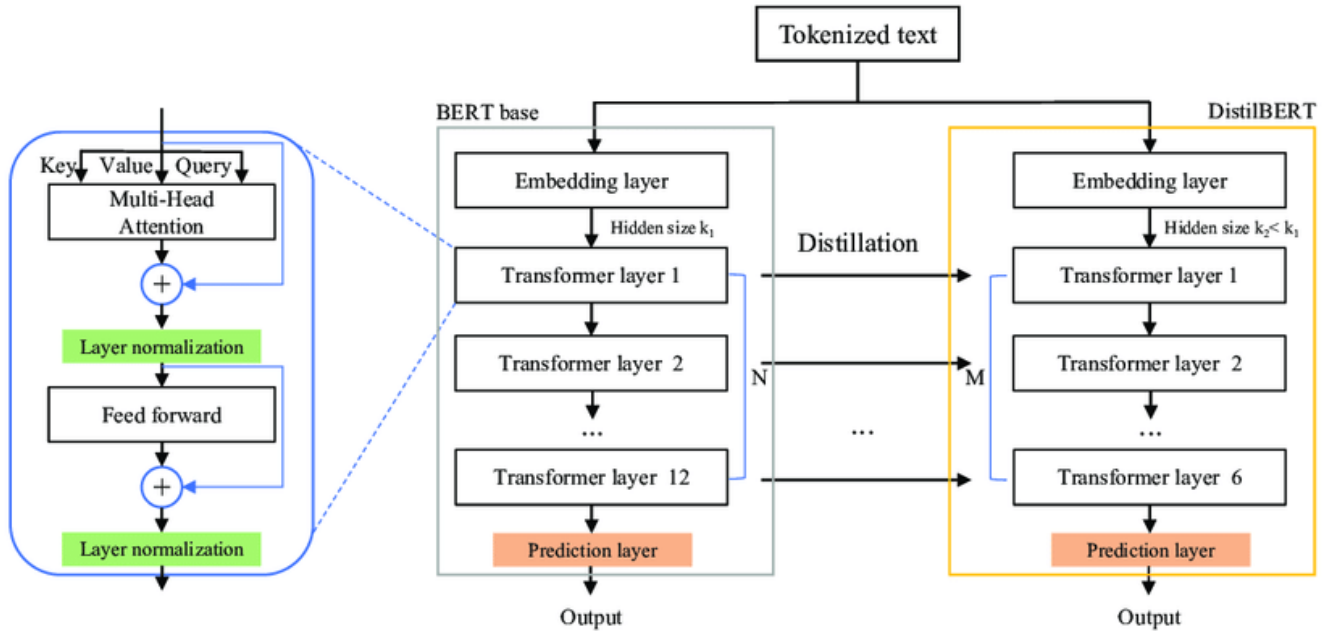 Tokenized text
BERT base
DistilBERT
Key Value Query
Multi-Head
Attention
+
Layer normalization
Feed forward
+
Layer normalization
Embedding layer
Hidden size k₁
Transformer layer 1
Transformer layer 2
...
Transformer layer 12
N
Prediction layer
Output
Distillation
...
Embedding layer
Hidden size k₂< k₁
Transformer layer 1
Transformer layer 2
M
...
Transformer layer 6
Prediction layer
Output